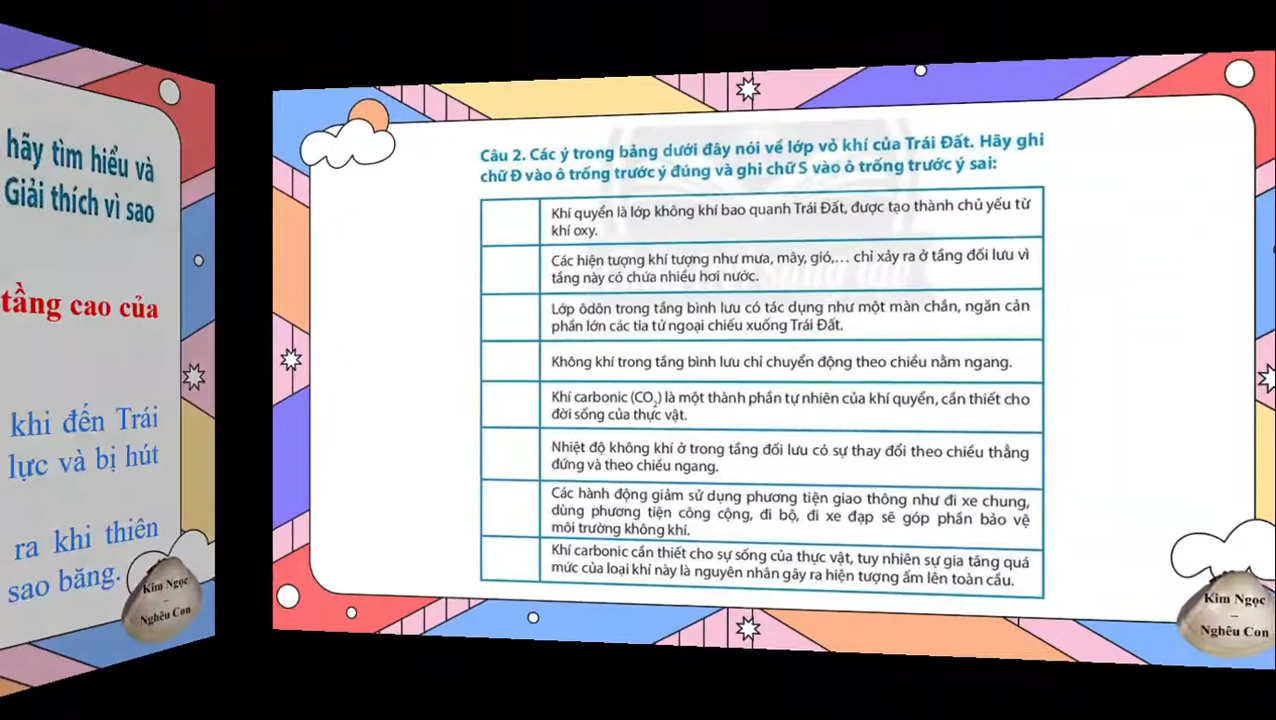 hãy tìm hiểu và
Giải thích vì sao
tầng cao của
khi đến Trái
lực và bị hút
ra khi thiên
sao băng.
Kim Ngọc
–
Nghêu Con
Câu 2. Các ý trong bảng dưới đây nói về lớp vỏ khí của Trái Đất. Hãy ghi
chữ Đ vào ô trống trước ý đúng và ghi chữ S vào ô trống trước ý sai:
Khí quyển là lớp không khí bao quanh Trái Đất, được tạo thành chủ yếu từ
khí oxy.
Các hiện tượng khí tượng như mưa, mây, gió,... chỉ xảy ra ở tầng đối lưu vì
tầng này có chứa nhiều hơi nước.
Lớp ôdôn trong tầng bình lưu có tác dụng như một màn chắn, ngăn cản
phần lớn các tia tử ngoại chiếu xuống Trái Đất.
Không khí trong tầng bình lưu chỉ chuyển động theo chiều nằm ngang.
Khí carbonic (CO₂) là một thành phần tự nhiên của khí quyển, cần thiết cho
đời sống của thực vật.
Nhiệt độ không khí ở trong tầng đối lưu có sự thay đổi theo chiều thẳng
đứng và theo chiều ngang.
Các hành động giảm sử dụng phương tiện giao thông như đi xe chung,
dùng phương tiện công cộng, đi bộ, đi xe đạp sẽ góp phần bảo vệ
môi trường không khí.
Khí carbonic cần thiết cho sự sống của thực vật, tuy nhiên sự gia tăng quá
mức của loại khí này là nguyên nhân gây ra hiện tượng ấm lên toàn cầu.
Kim Ngọc
–
Nghêu Con